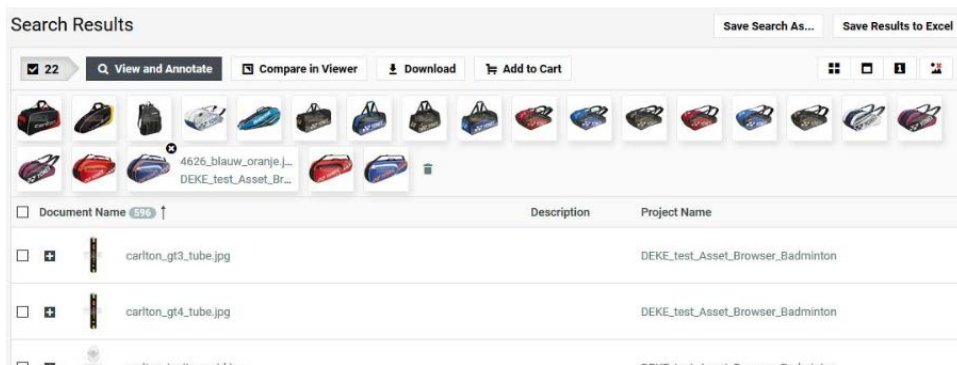 Search Results
Save Search As...
Save Results to Excel
22
View and Annotate
Compare in Viewer
Download
Add to Cart
1
4626_blauw_oranje.j...
DEKE_test_Asset_Br...
Document Name 596
Description
Project Name
carlton_gt3_tube.jpg
DEKE_test_Asset_Browser_Badminton
carlton_gt4_tube.jpg
DEKE_test_Asset_Browser_Badminton